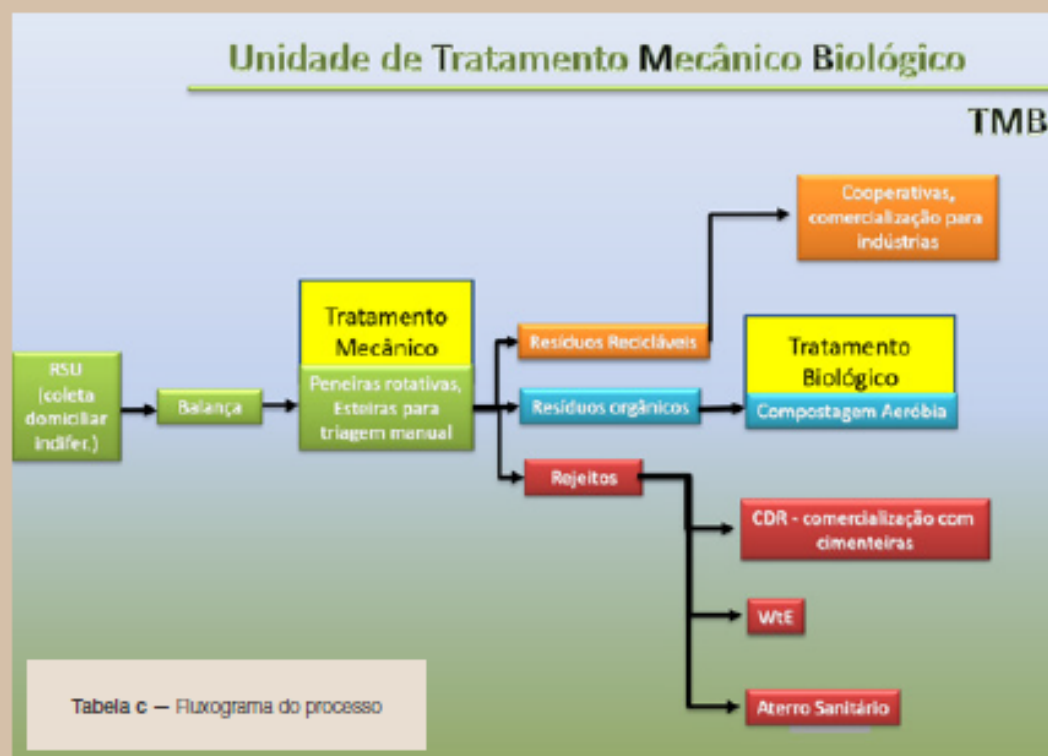 Unidade de Tratamento Mecânico Biológico
TMB
Cooperativas,
comercialização para
indústrias
Tratamento
Mecânico
Peneiras rotativas,
Esteiras para
triagem manual
Resíduos Recicláveis
Tratamento
Biológico
Compostagem Aeróbia
RSU
(coleta
domiciliar
indifer.)
Balança
Resíduos orgânicos
Rejeitos
CDR - comercialização com
cimenteiras
WtE
Aterro Sanitário
Tabela c — Fluxograma do processo